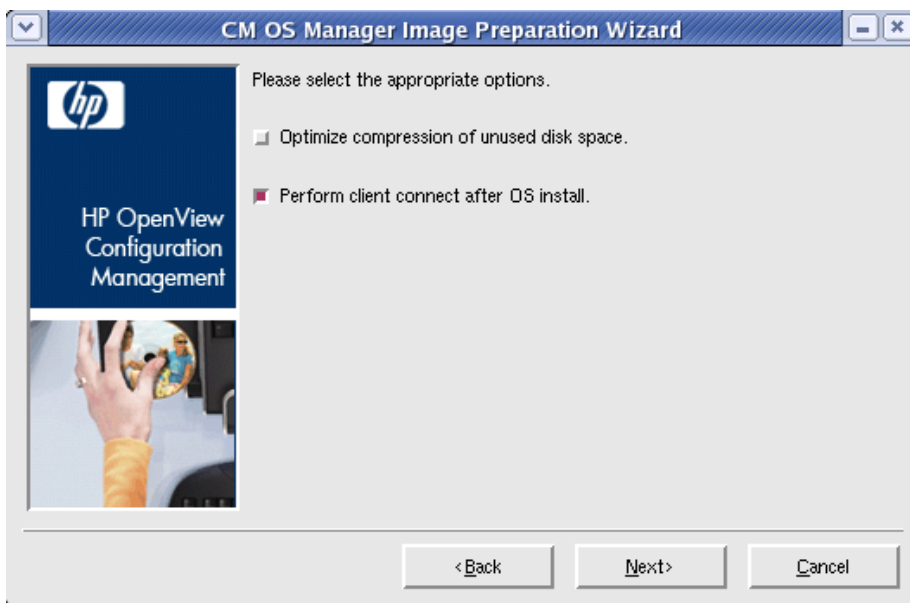 CM OS Manager Image Preparation Wizard
hp
HP OpenView
Configuration
Management
Please select the appropriate options.
Optimize compression of unused disk space.
Perform client connect after OS install.
<Back
Next>
Cancel